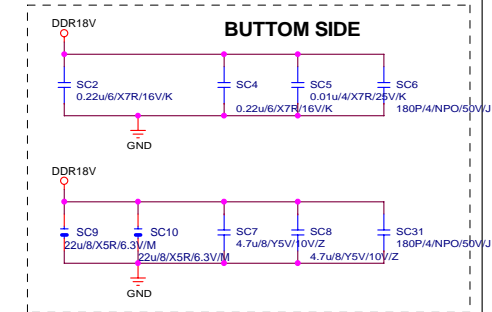 BUTTOM SIDE
DDR18V
SC2
0.22u/6/X7R/16V/K
SC4
0.22u/6/X7R/16V/K
SC5
0.01u/4/X7R/25V/K
SC6
180P/4/NPO/50V/J
GND
DDR18V
SC9
22u/8/X5R/6.3V/M
SC10
22u/8/X5R/6.3V/M
SC7
4.7u/8/Y5V/10V/Z
SC8
4.7u/8/Y5V/10V/Z
SC31
180P/4/NPO/50V/J
GND